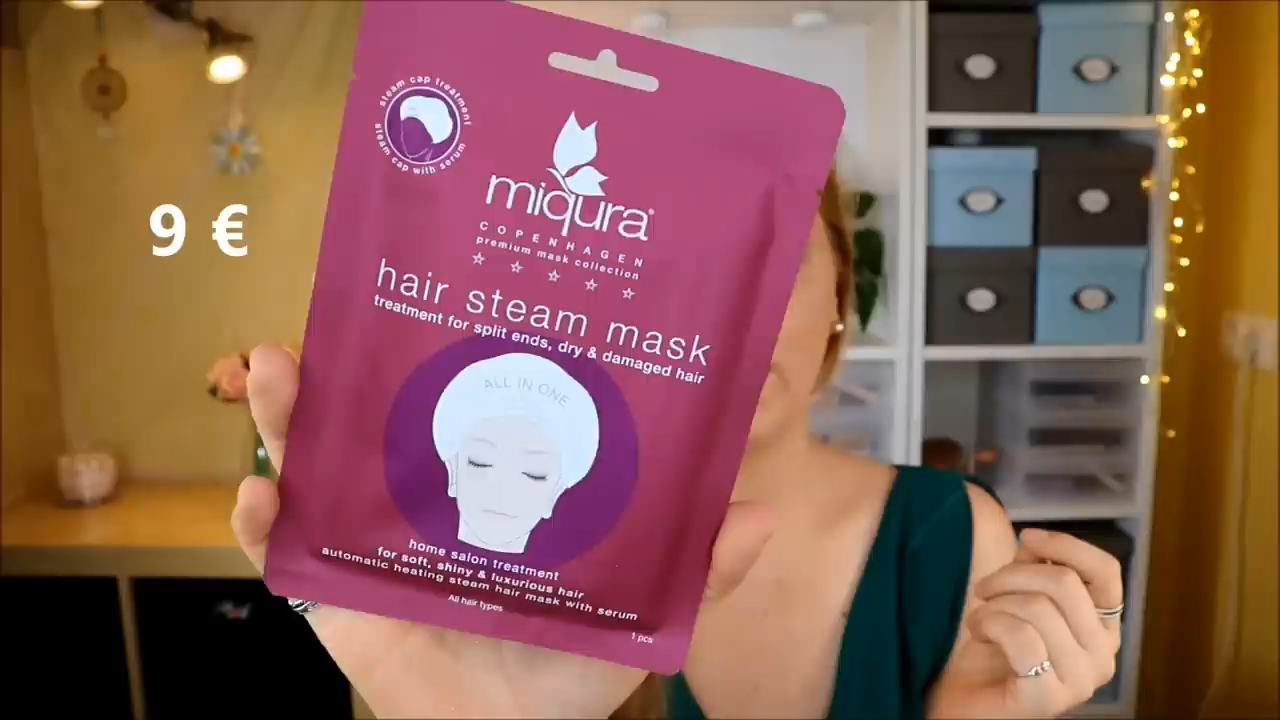 9 €
steam cap treatment
steam cap with serum
miqura®
COPENHAGEN
premium mask collection
hair steam mask
treatment for split ends, dry & damaged hair
ALL IN ONE
home salon treatment
for soft, shiny & luxurious hair
automatic heating steam hair mask with serum
All hair types
1 pcs